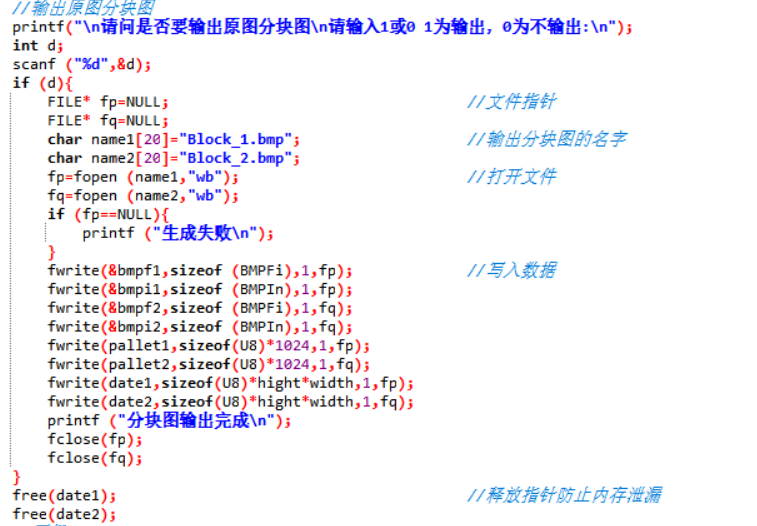 //输出原图分块图
printf("\n请问是否要输出原图分块图\n请输入1或0 1为输出，0为不输出:\n");
int d;
scanf ("%d",&d);
if (d){
FILE* fp=NULL; //文件指针
FILE* fq=NULL;
char name1[20]="Block_1.bmp"; //输出分块图的名字
char name2[20]="Block_2.bmp";
fp=fopen (name1,"wb"); //打开文件
fq=fopen (name2,"wb");
if (fp==NULL){
printf ("生成失败\n");
}
fwrite(&bmpf1,sizeof (BMPFi),1,fp); //写入数据
fwrite(&bmpi1,sizeof (BMPIn),1,fp);
fwrite(&bmpf2,sizeof (BMPFi),1,fq);
fwrite(&bmpi2,sizeof (BMPIn),1,fq);
fwrite(pallet1,sizeof(U8)*1024,1,fp);
fwrite(pallet2,sizeof(U8)*1024,1,fq);
fwrite(date1,sizeof(U8)*hight*width,1,fp);
fwrite(date2,sizeof(U8)*hight*width,1,fq);
printf ("分块图输出完成\n");
fclose(fp);
fclose(fq);
}
free(date1); //释放指针防止内存泄漏
free(date2);